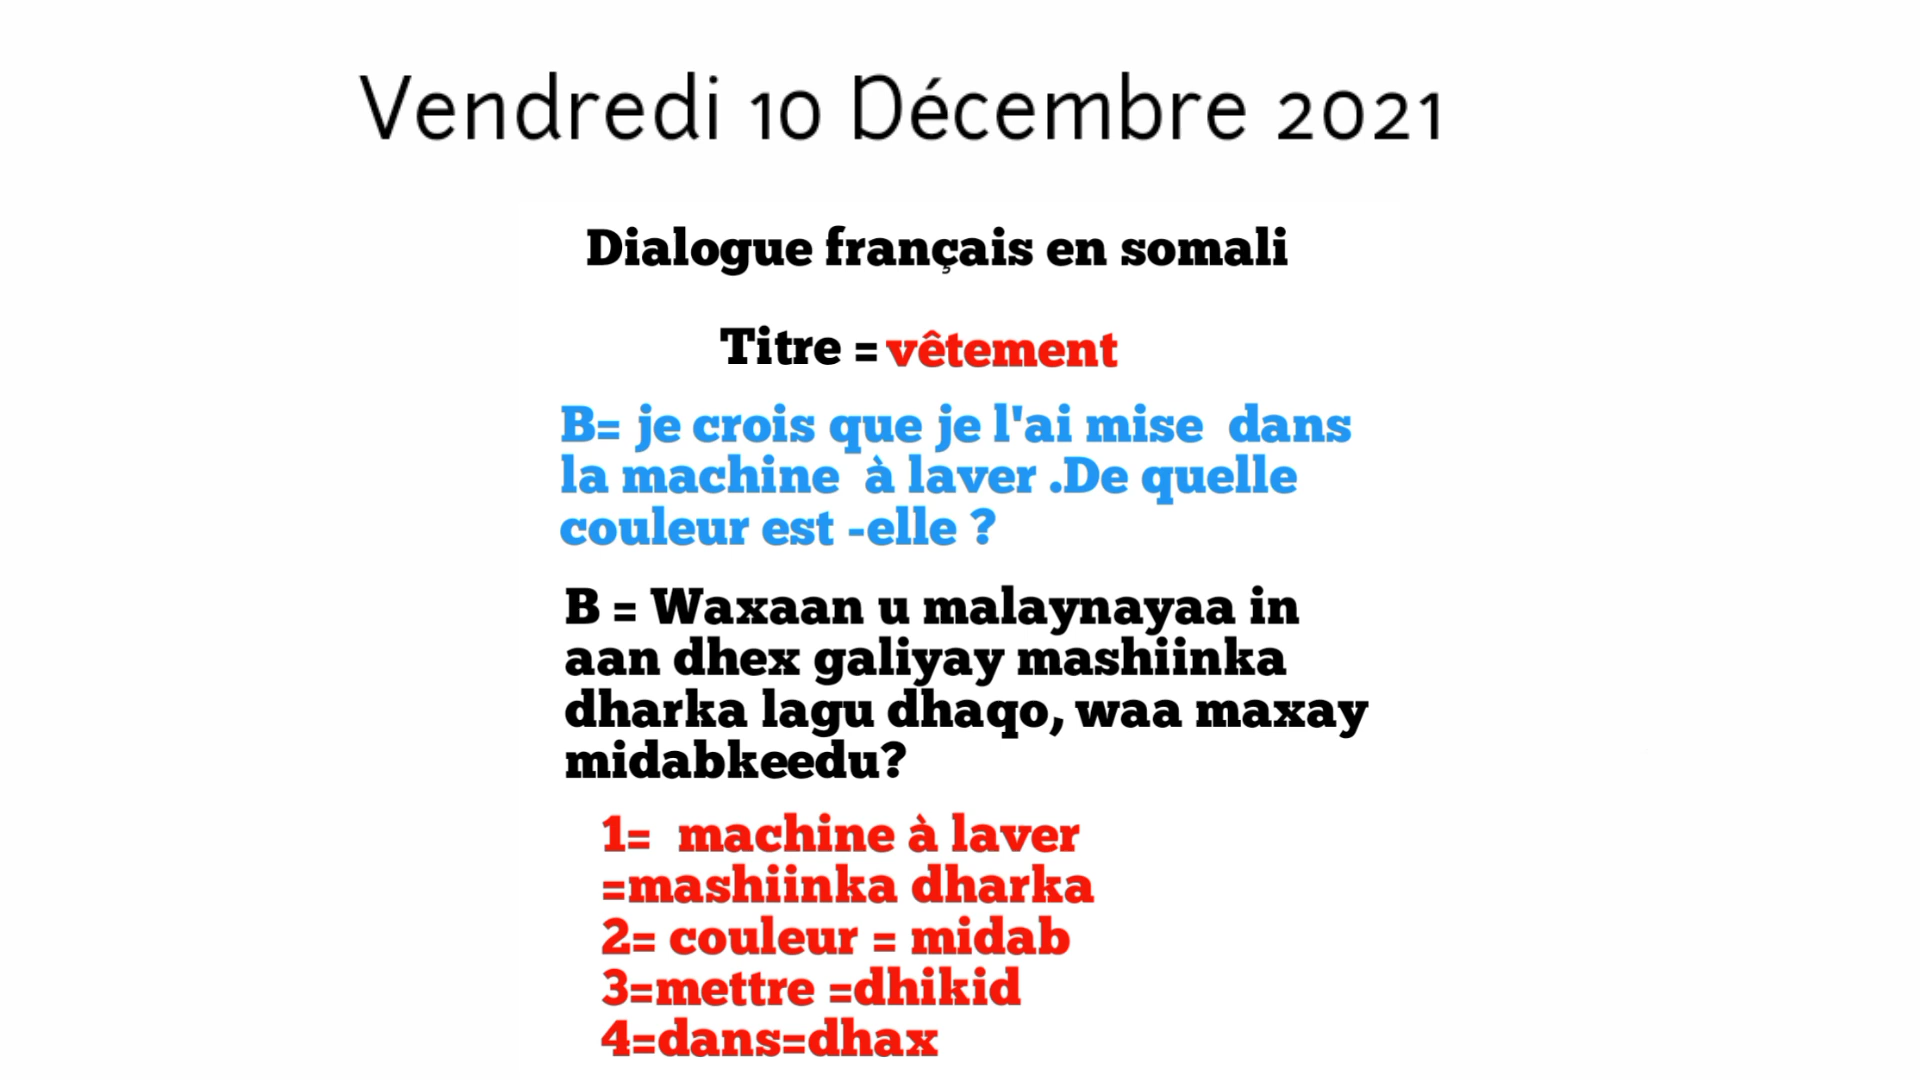 Vendredi 10 Décembre 2021
Dialogue français en somali
Titre = vêtement
B= je crois que je l'ai mise dans
la machine à laver .De quelle
couleur est -elle ?
B = Waxaan u malaynayaa in
aan dhex galiyay mashiinka
dharka lagu dhaqo, waa maxay
midabkeedu?
1= machine à laver
=mashiinka dharka
2= couleur = midab
3=mettre =dhikid
4=dans=dhax